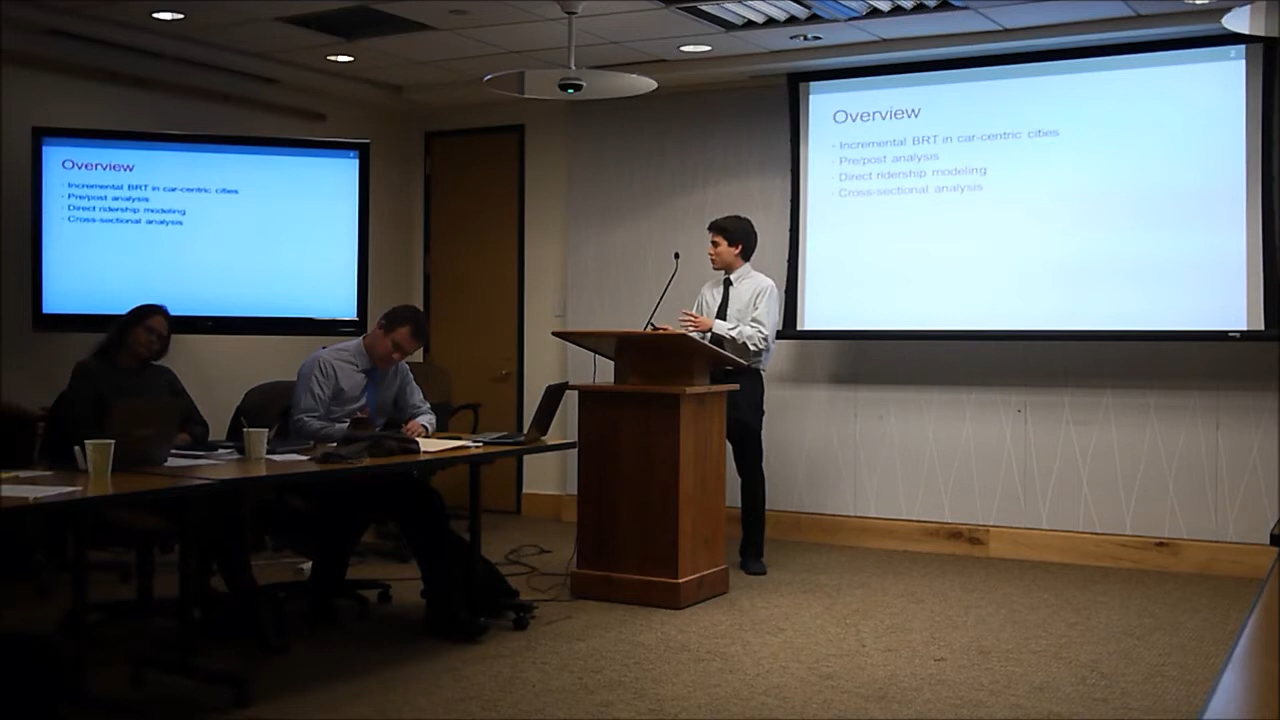 Overview
- Incremental BRT in car-centric cities
- Pre/post analysis
- Direct ridership modeling
- Cross-sectional analysis
2
Overview
- Incremental BRT in car-centric cities
- Pre/post analysis
- Direct ridership modeling
- Cross-sectional analysis